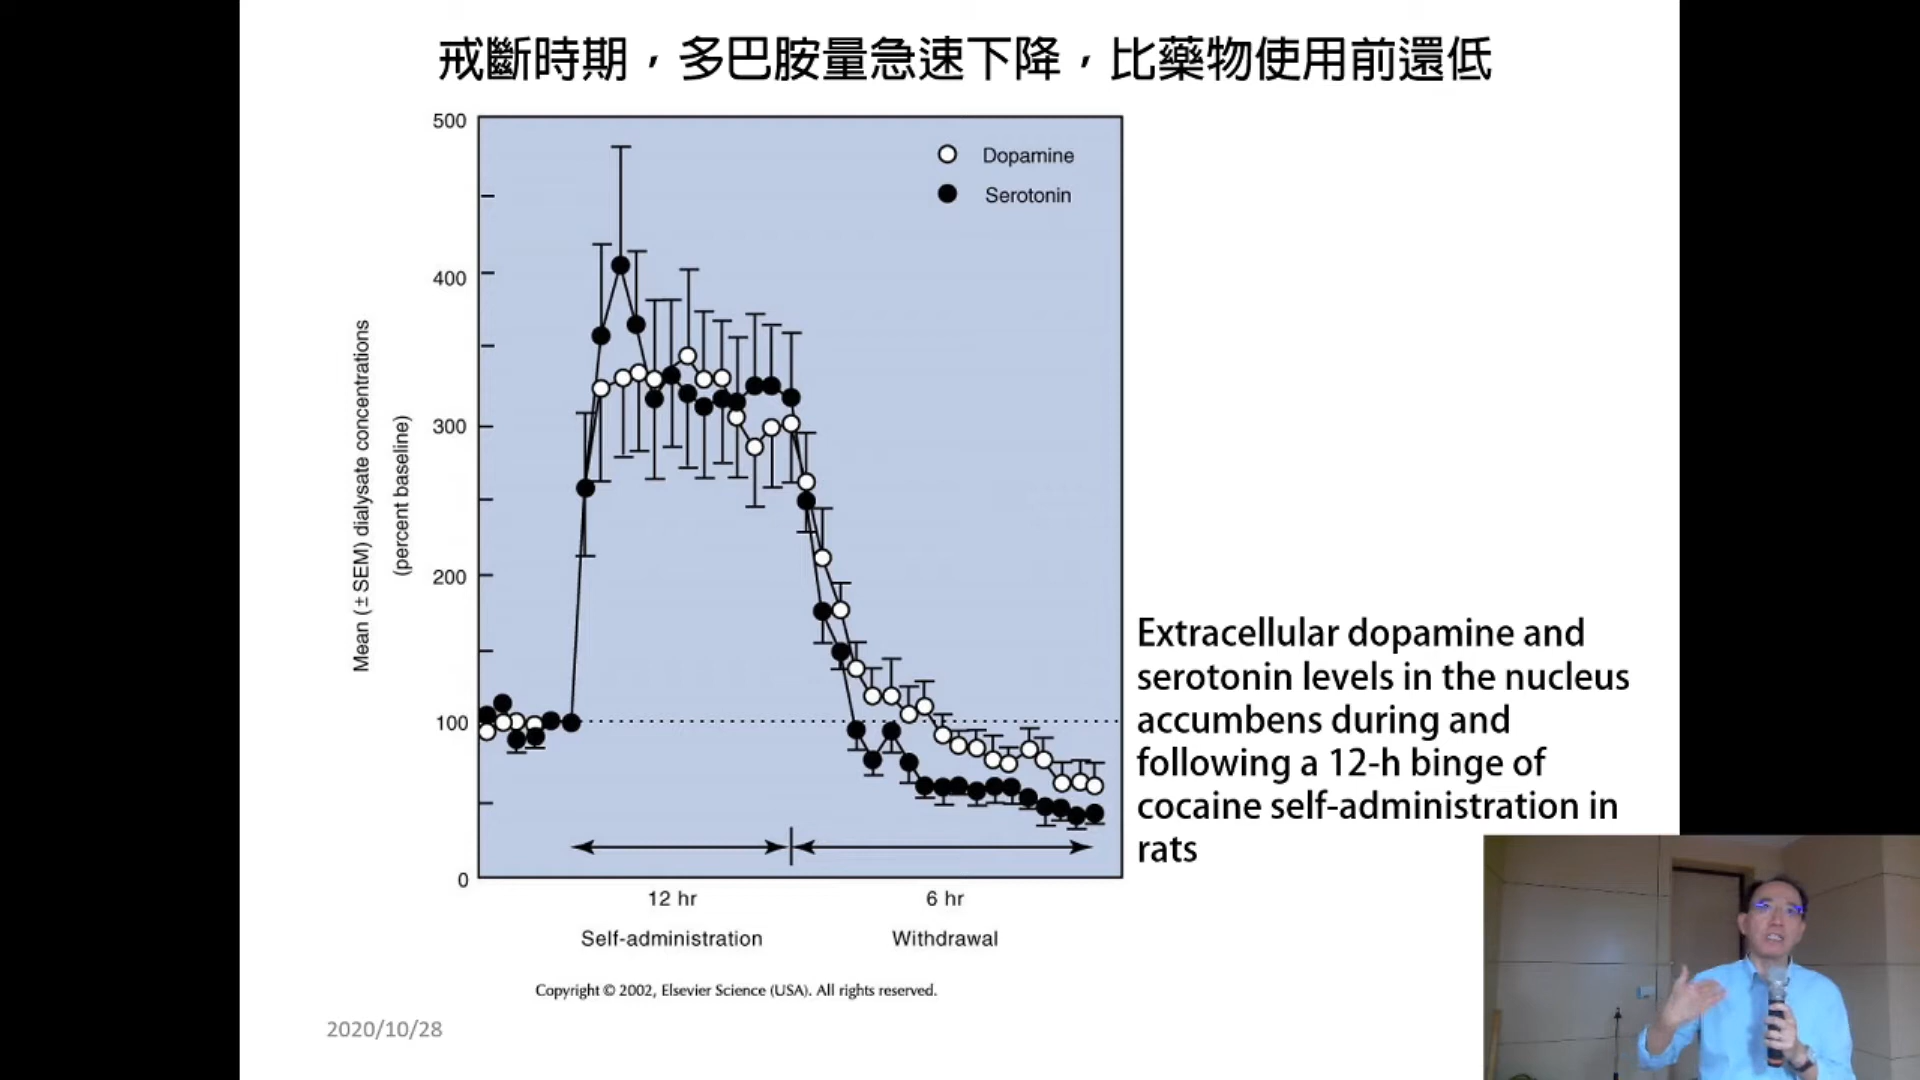 戒斷時期，多巴胺量急速下降，比藥物使用前還低
500
400
300
200
100
0
Mean (± SEM) dialysate concentrations
(percent baseline)
Dopamine
Serotonin
12 hr
6 hr
Self-administration
Withdrawal
Extracellular dopamine and
serotonin levels in the nucleus
accumbens during and
following a 12-h binge of
cocaine self-administration in
rats
Copyright © 2002, Elsevier Science (USA). All rights reserved.
2020/10/28